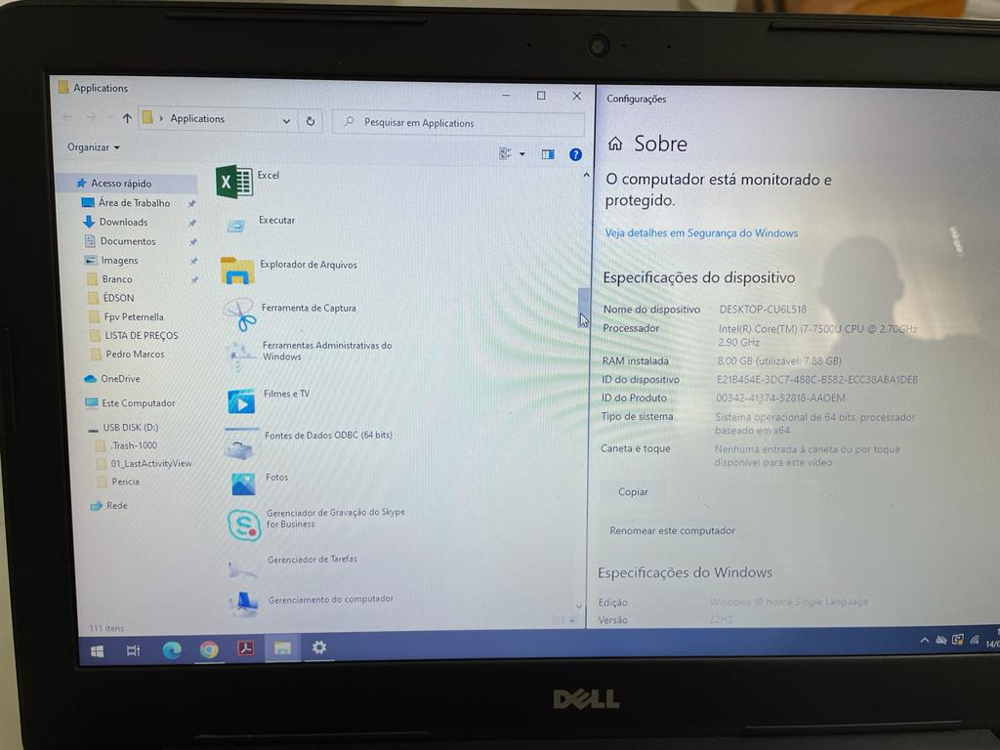 Applications
Applications
Pesquisar em Applications
Organizar
Acesso rápido
Área de Trabalho
Downloads
Documentos
Imagens
Branco
ÉDSON
Fpv Peternella
LISTA DE PREÇOS
Pedro Marcos
OneDrive
Este Computador
USB DISK (D:)
.Trash-1000
01_LastActivityView
Pericia
Rede
111 itens
Excel
Executar
Explorador de Arquivos
Ferramenta de Captura
Ferramentas Administrativas do
Windows
Filmes e TV
Fontes de Dados ODBC (64 bits)
Fotos
Gerenciador de Gravação do Skype
for Business
Gerenciador de Tarefas
Gerenciamento do computador
Configurações
Sobre
O computador está monitorado e
protegido.
Veja detalhes em Segurança do Windows
Especificações do dispositivo
Nome do dispositivo DESKTOP-CU6L518
Processador Intel(R) Core(TM) i7-7500U CPU @ 2.70GHz
2.90 GHz
RAM instalada 8,00 GB (utilizável: 7,88 GB)
ID do dispositivo E21B454E-3DC7-488C-B582-ECC38ABA1DEB
ID do Produto 00342-41374-52818-AAOEM
Tipo de sistema Sistema operacional de 64 bits, processador
baseado em x64
Caneta e toque Nenhuma entrada à caneta ou por toque
disponível para este vídeo
Copiar
Renomear este computador
Especificações do Windows
Edição Windows 10 Home Single Language
Versão 22H2
DELL